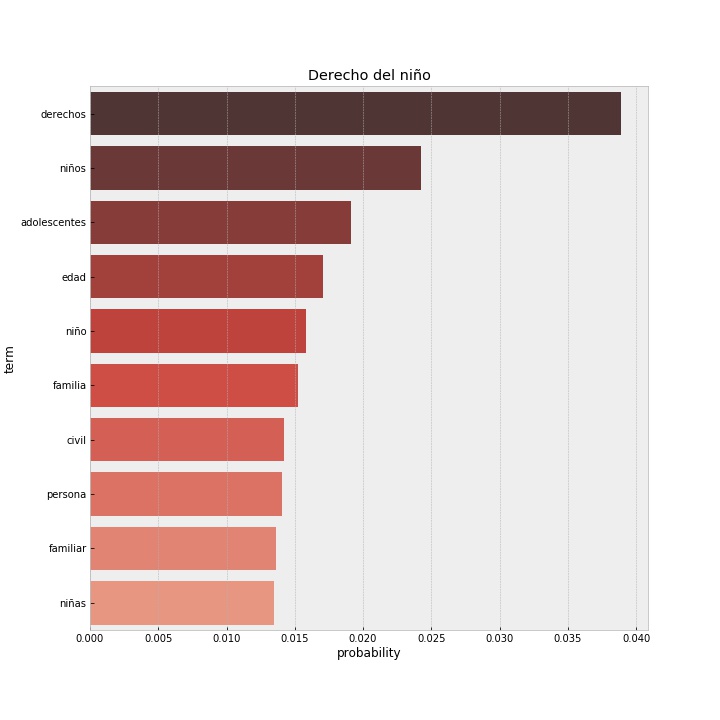 Derecho del niño
derechos
niños
adolescentes
edad
niño
familia
civil
persona
familiar
niñas
term
0.000 0.005 0.010 0.015 0.020 0.025 0.030 0.035 0.040
probability